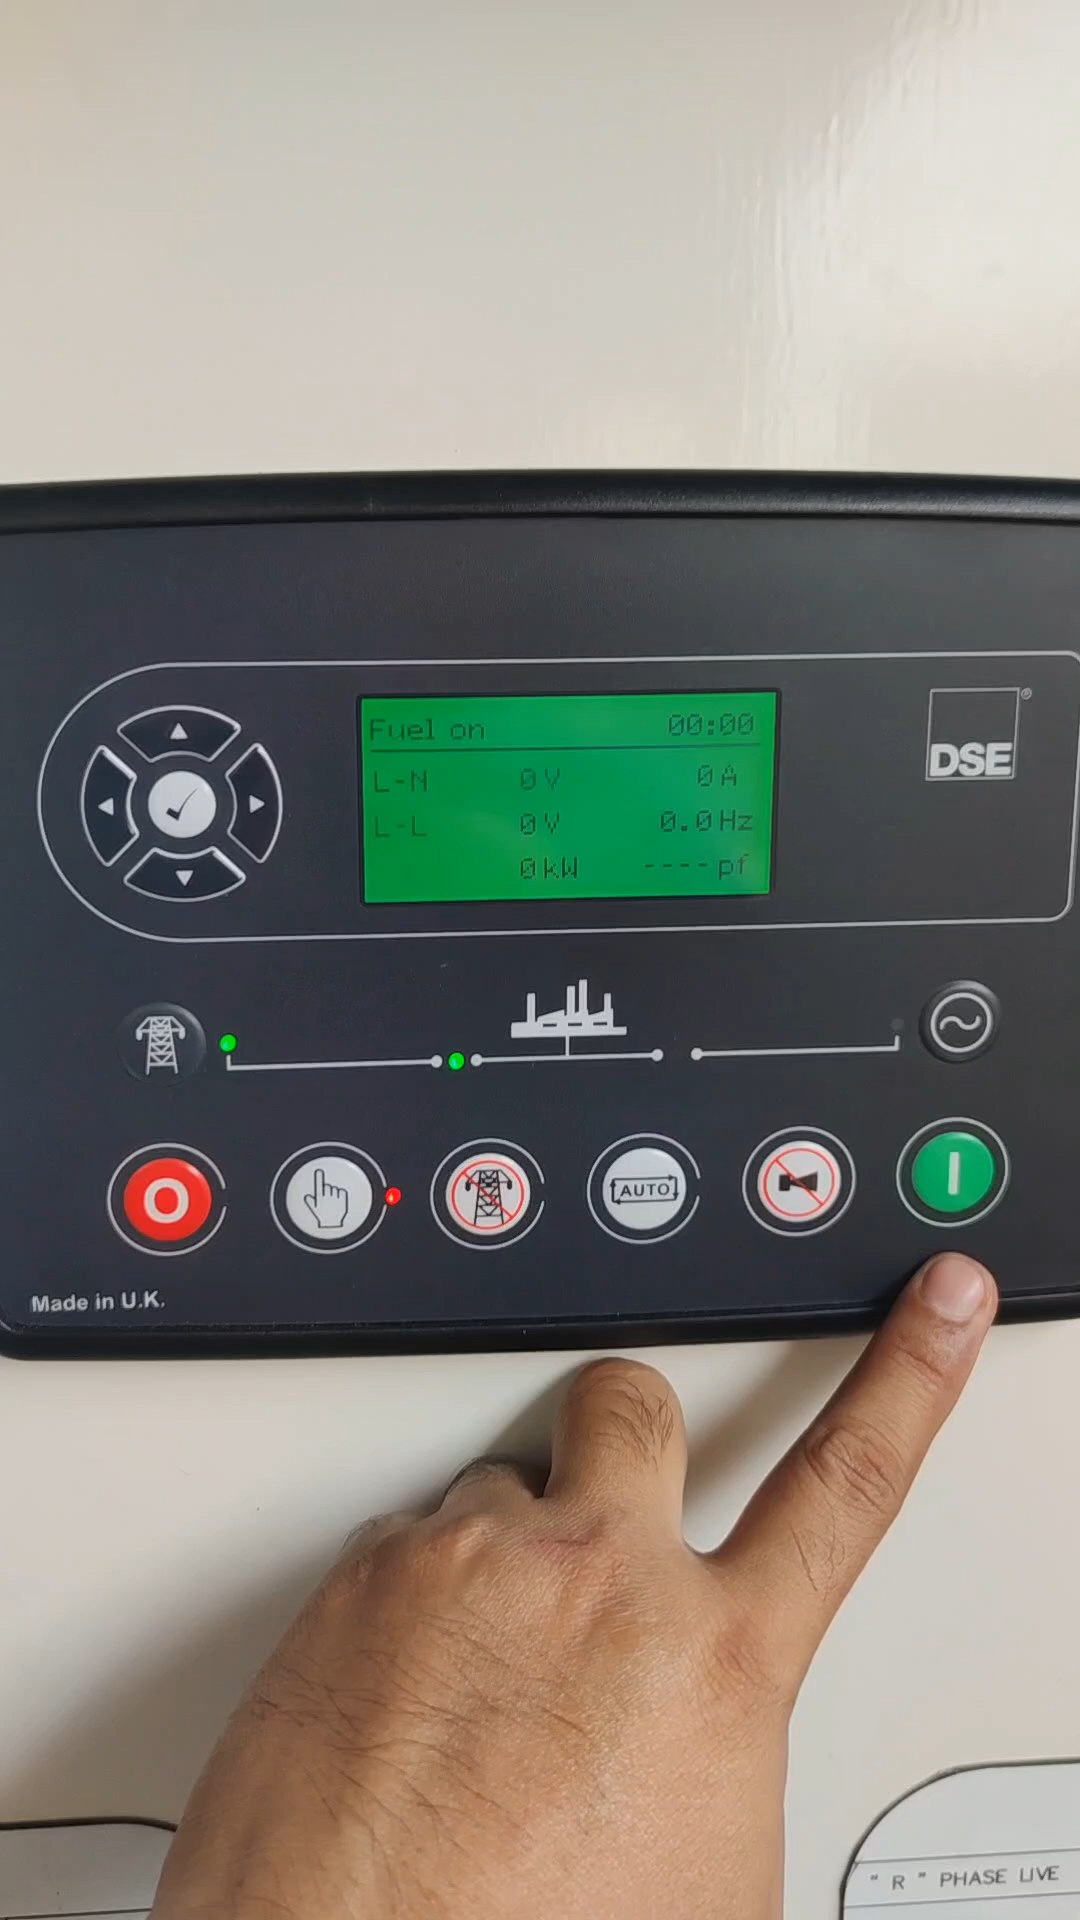 Fuel on 00:00
L-N 0V 0A
L-L 0V 0.0Hz
0kW ----pf
DSE®
O
AUTO
I
Made in U.K.
" R " PHASE LIVE